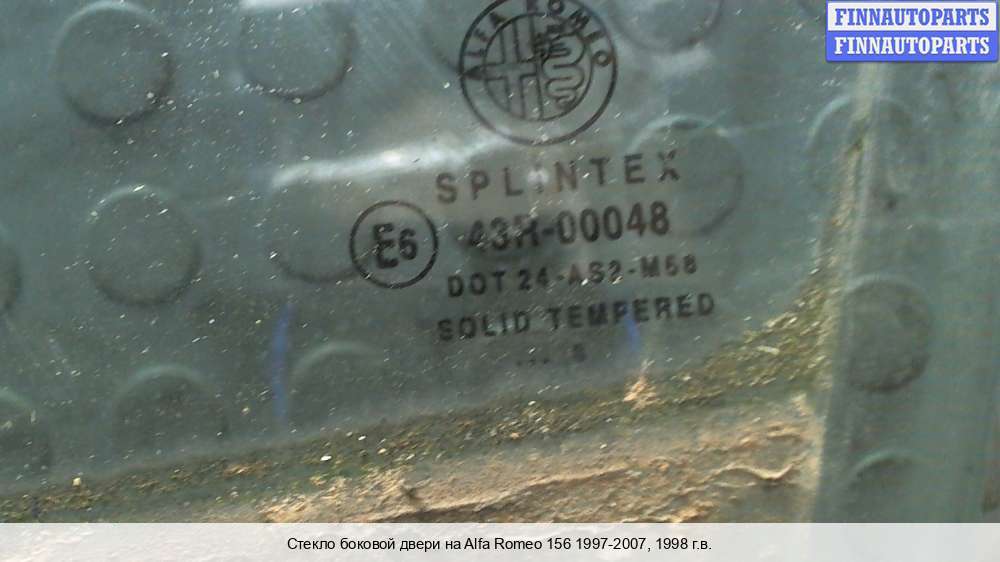 FINNAUTOPARTS
FINNAUTOPARTS
ALFA ROMEO
SPLINTEX
E6 43R-00048
DOT 24-AS2-M58
SOLID TEMPERED
... 8
Стекло боковой двери на Alfa Romeo 156 1997-2007, 1998 г.в.